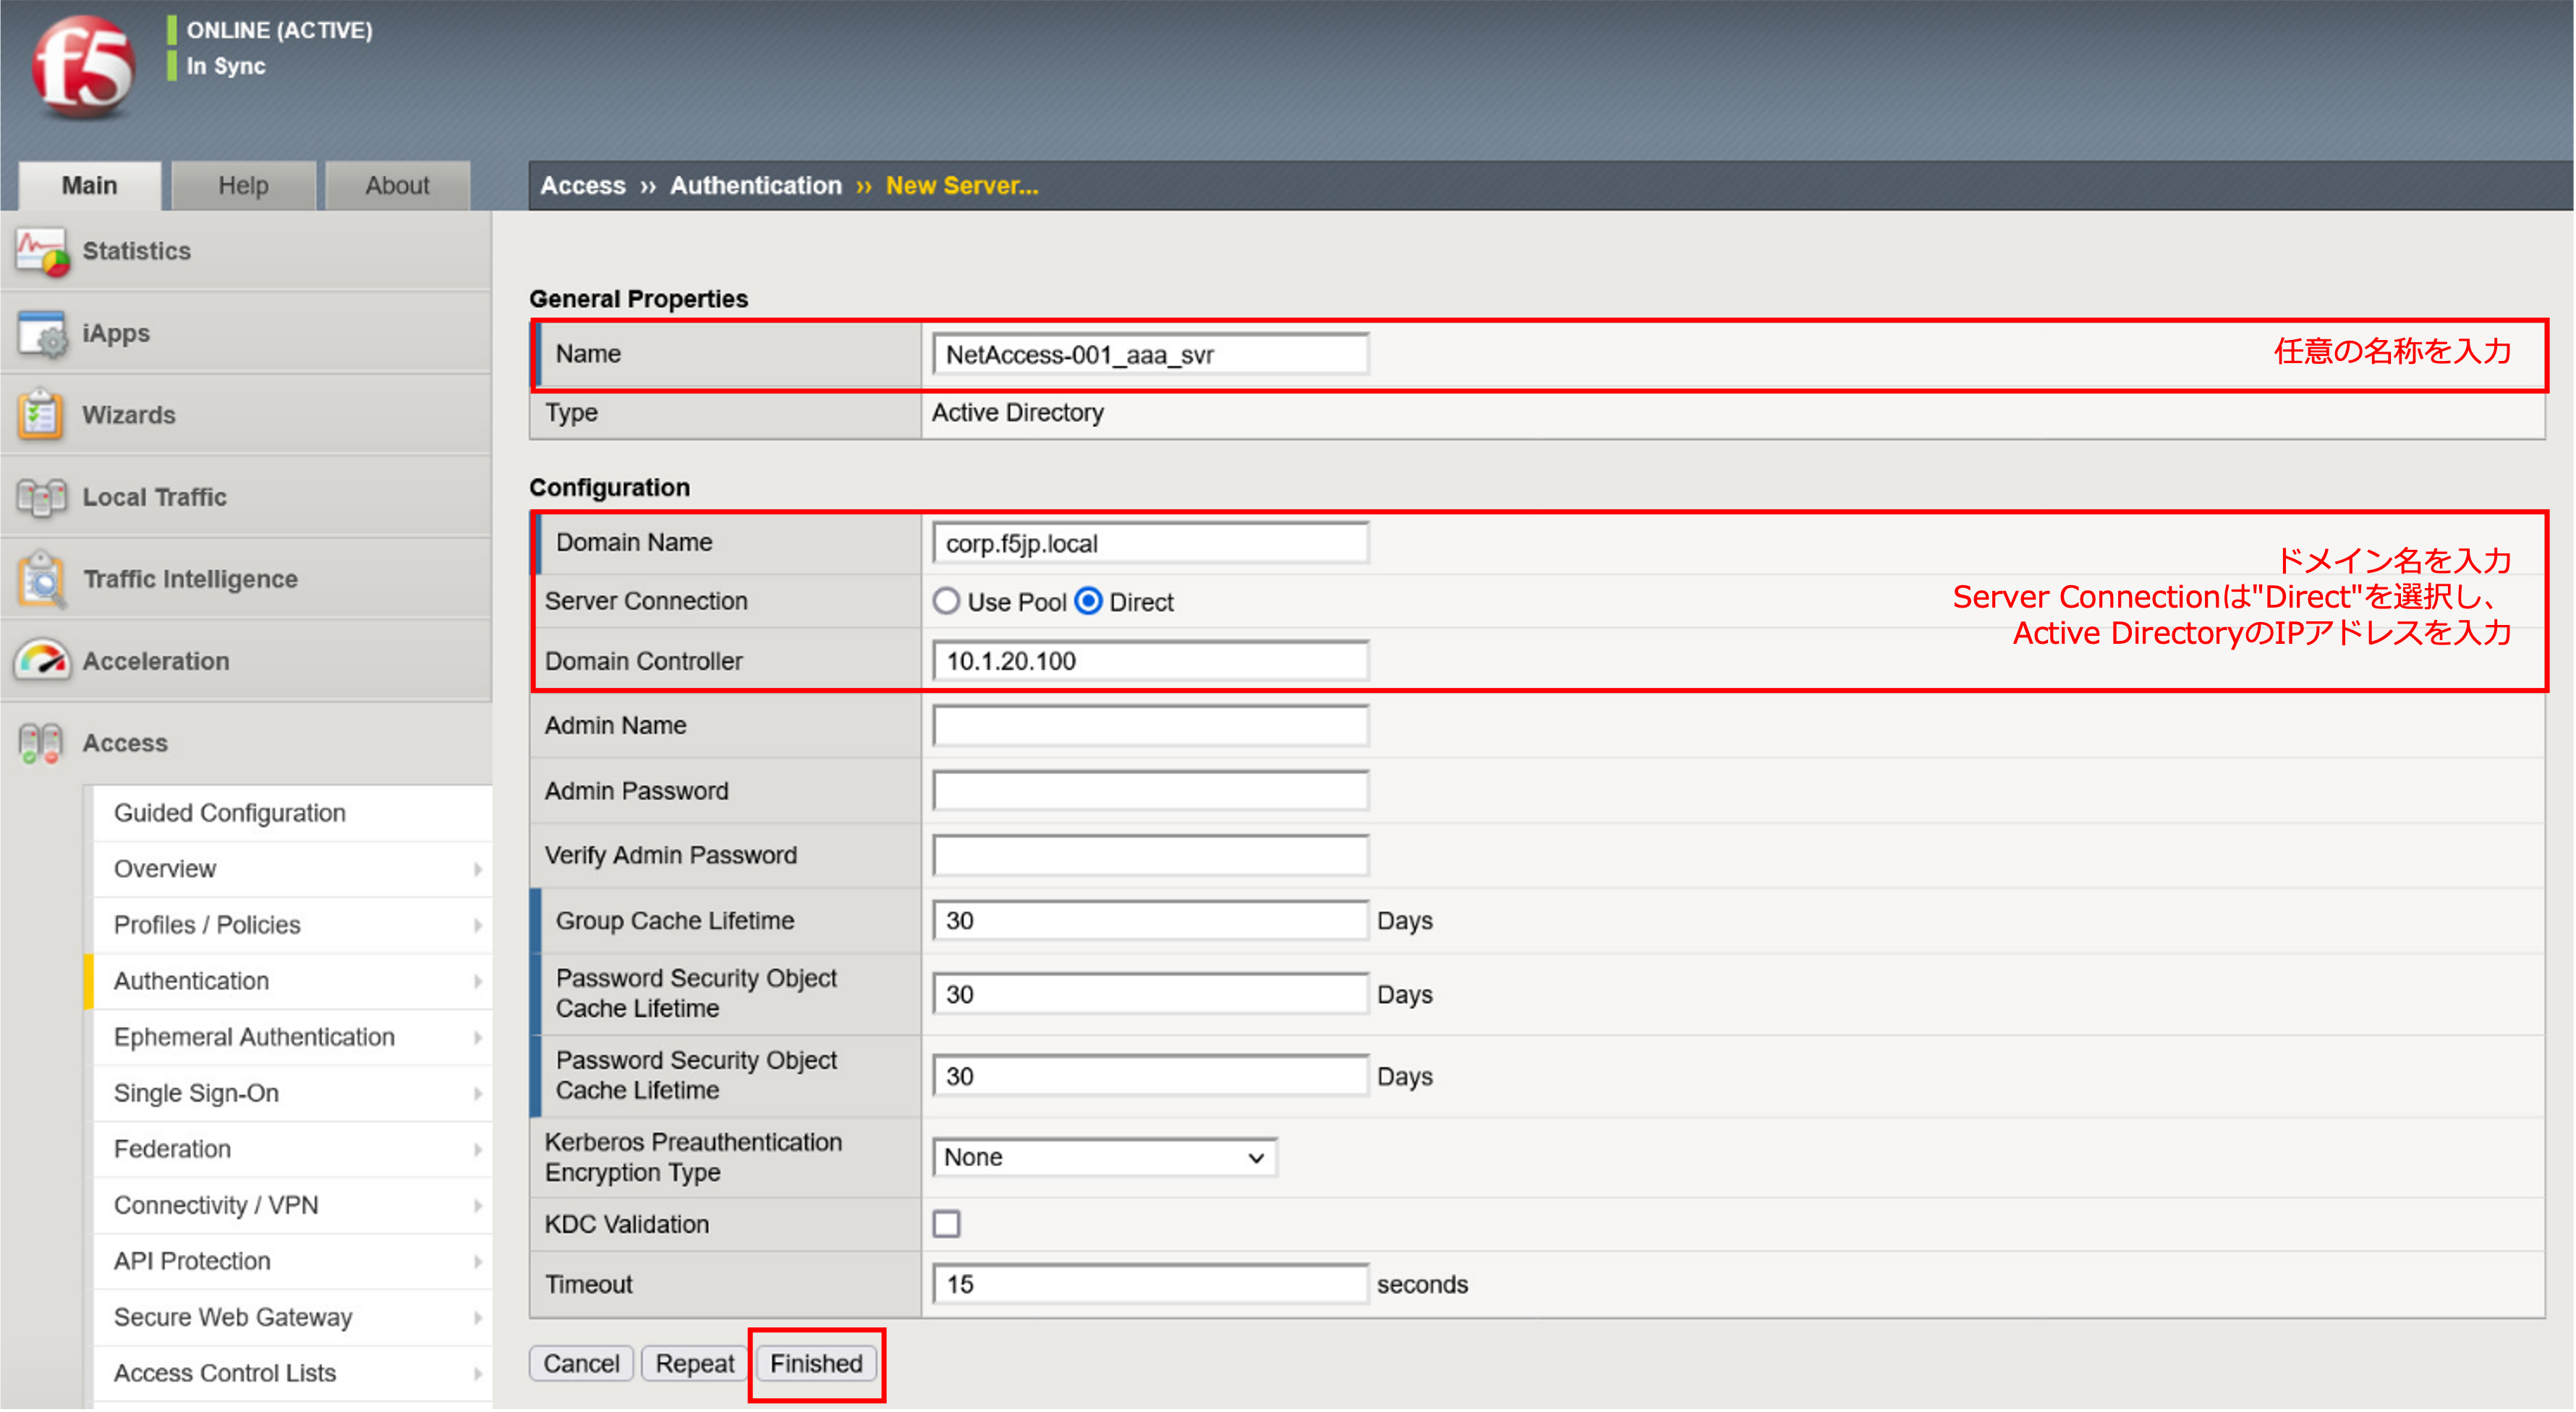 f5
ONLINE (ACTIVE)
In Sync
Main
Help
About
Access ›› Authentication ›› New Server...
Statistics
iApps
Wizards
Local Traffic
Traffic Intelligence
Acceleration
Access
Guided Configuration
Overview
Profiles / Policies
Authentication
Ephemeral Authentication
Single Sign-On
Federation
Connectivity / VPN
API Protection
Secure Web Gateway
Access Control Lists
General Properties
Name NetAccess-001_aaa_svr 任意の名称を入力
Type Active Directory
Configuration
Domain Name corp.f5jp.local
ドメイン名を入力
Server Connection Use Pool Direct
Server Connectionは"Direct"を選択し、
Active DirectoryのIPアドレスを入力
Domain Controller 10.1.20.100
Admin Name
Admin Password
Verify Admin Password
Group Cache Lifetime 30 Days
Password Security Object
Cache Lifetime
30 Days
Password Security Object
Cache Lifetime
30 Days
Kerberos Preauthentication
Encryption Type
None
KDC Validation
Timeout 15 seconds
Cancel Repeat Finished